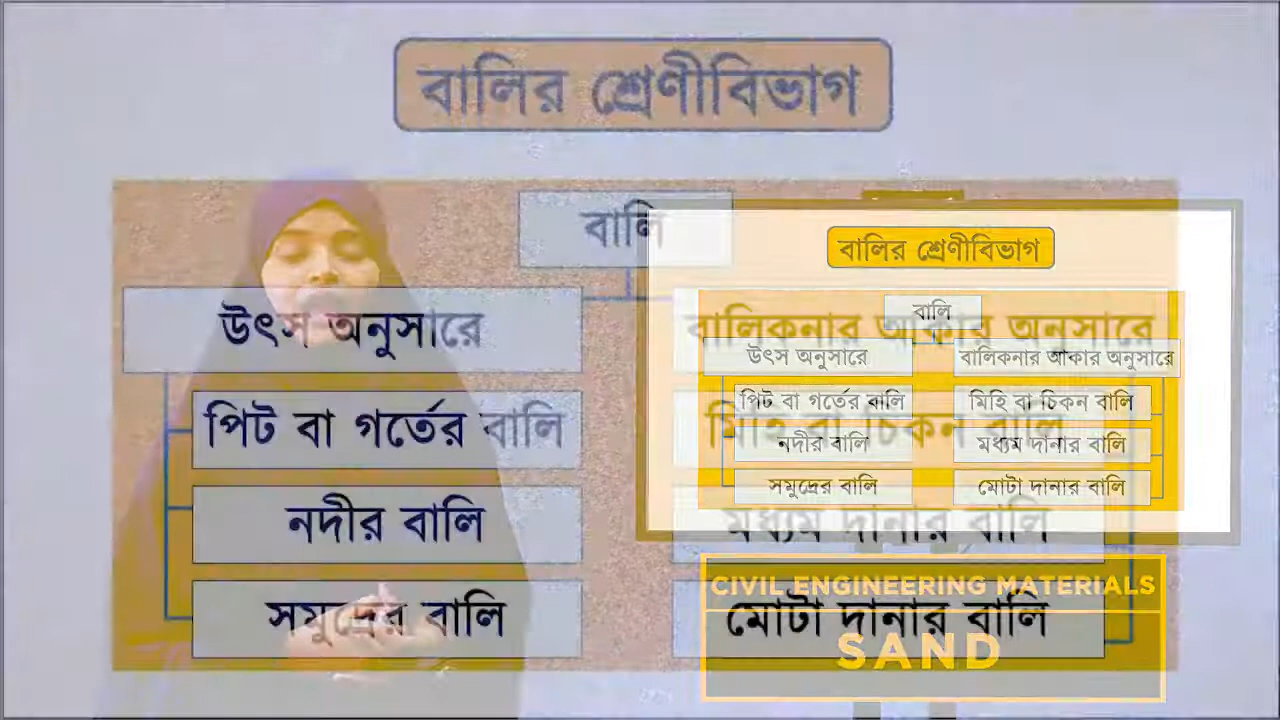 বালির শ্রেণীবিভাগ
বালি
উৎস অনুসারে
বালিকনার আকার অনুসারে
পিট বা গর্তের বালি
মিহি বা চিকন বালি
নদীর বালি
মধ্যম দানার বালি
সমুদ্রের বালি
মোটা দানার বালি
বালির শ্রেণীবিভাগ
বালি
উৎস অনুসারে
বালিকনার আকার অনুসারে
পিট বা গর্তের বালি
মিহি বা চিকন বালি
নদীর বালি
মধ্যম দানার বালি
সমুদ্রের বালি
মোটা দানার বালি
CIVIL ENGINEERING MATERIALS
SAND